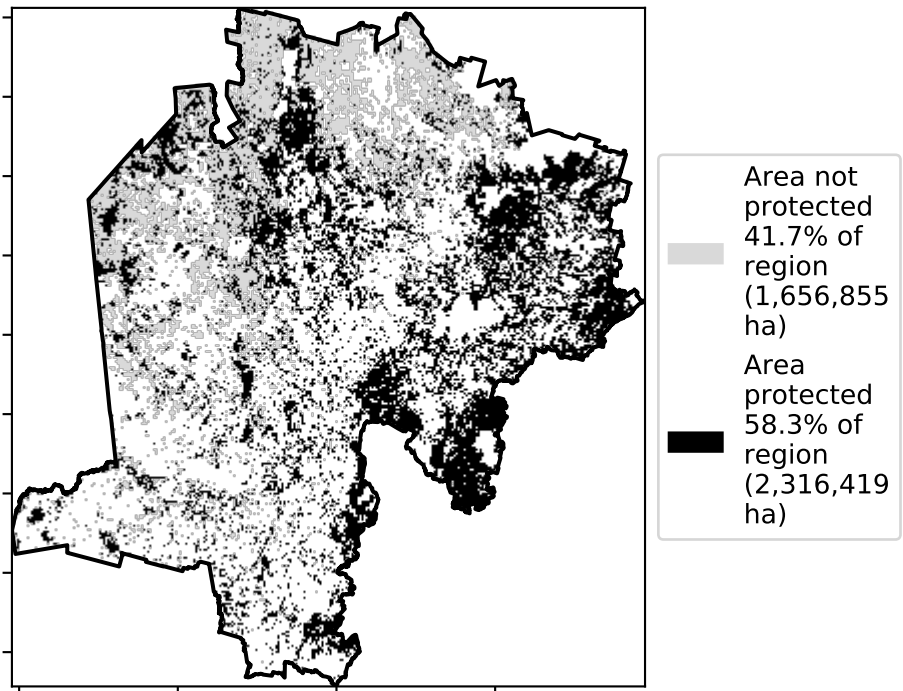 Area not
protected
41.7% of
region
(1,656,855
ha)
Area
protected
58.3% of
region
(2,316,419
ha)